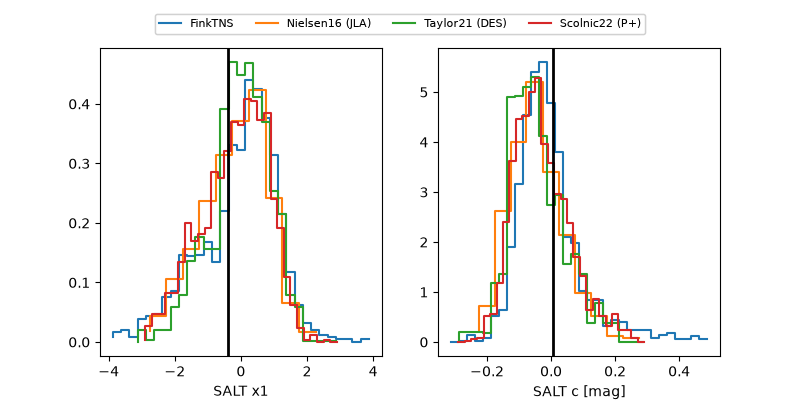 FinkTNS Nielsen16 (JLA) Taylor21 (DES) Scolnic22 (P+)
0.4
0.3
0.2
0.1
0.0
−4 −2 0 2 4
SALT x1
5
4
3
2
1
0
−0.2 0.0 0.2 0.4
SALT c [mag]